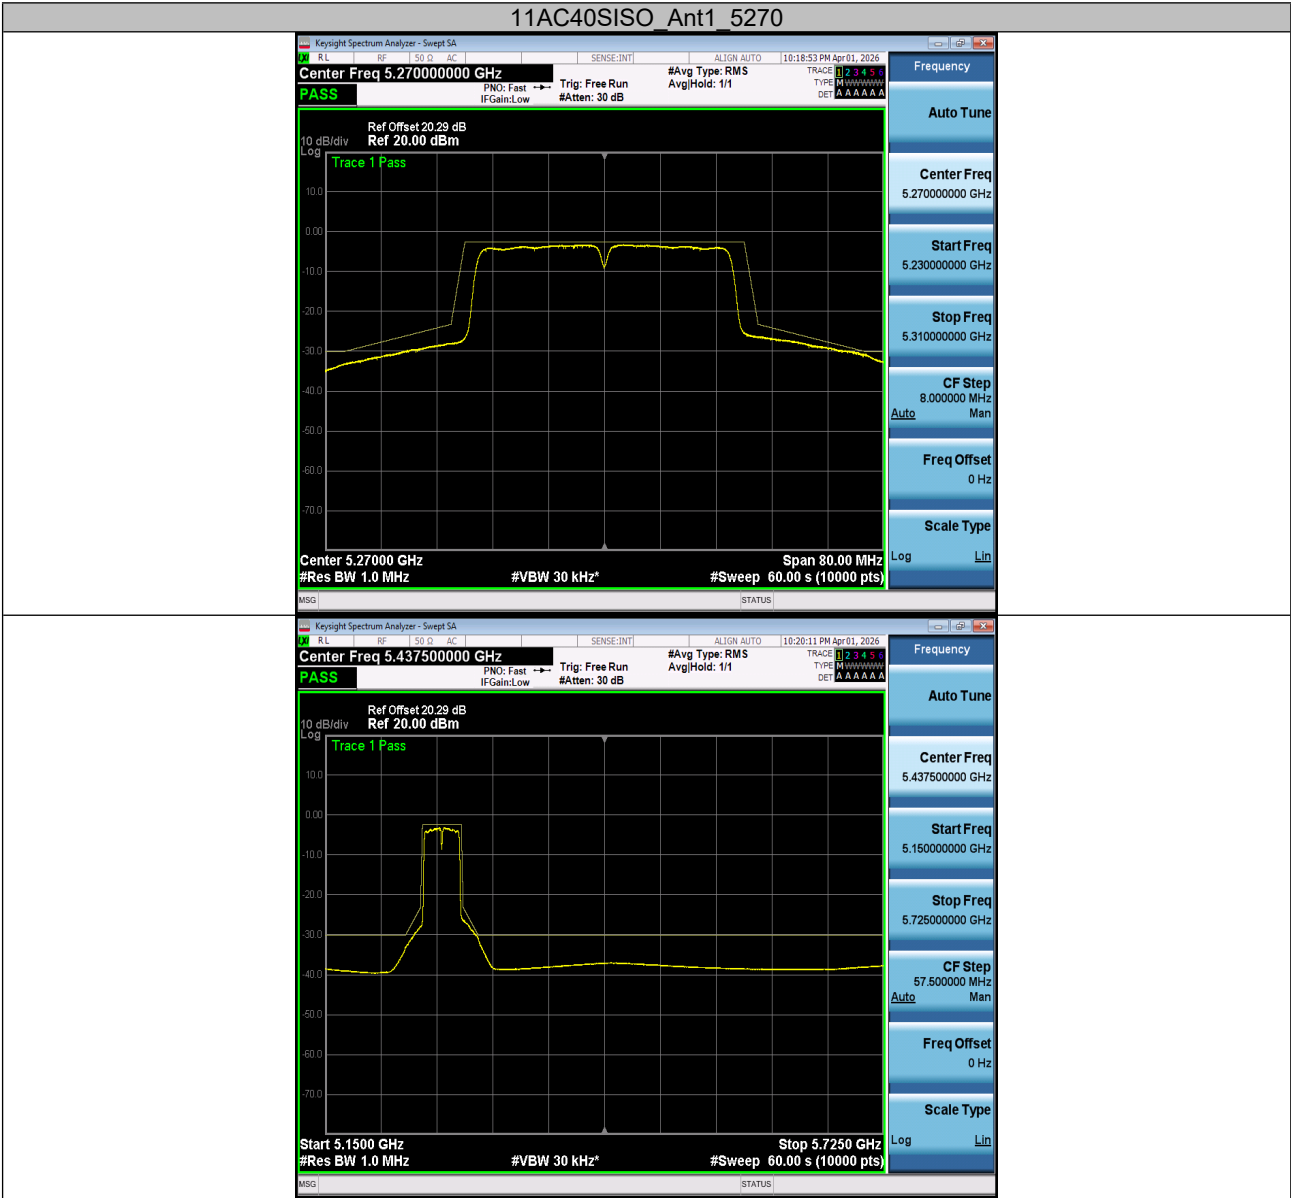 11AC40SISO_Ant1_5270
Keysight Spectrum Analyzer - Swept SA
RL RF 50 Ω AC SENSE:INT ALIGN AUTO 10:18:53 PM Apr 01, 2026
Center Freq 5.270000000 GHz
PASS
PNO: Fast
IFGain:Low
Trig: Free Run
#Atten: 30 dB
#Avg Type: RMS
Avg|Hold: 1/1
TRACE 1 2 3 4 5 6
TYPE M W W W W W
DET A A A A A A
Ref Offset 20.29 dB
10 dB/div Ref 20.00 dBm
Log
Trace 1 Pass
10.0
0.00
-10.0
-20.0
-30.0
-40.0
-50.0
-60.0
-70.0
Center 5.27000 GHz Span 80.00 MHz
#Res BW 1.0 MHz #VBW 30 kHz* #Sweep 60.00 s (10000 pts)
MSG STATUS
Frequency
Auto Tune
Center Freq
5.270000000 GHz
Start Freq
5.230000000 GHz
Stop Freq
5.310000000 GHz
CF Step
8.000000 MHz
Auto Man
Freq Offset
0 Hz
Scale Type
Log Lin
Keysight Spectrum Analyzer - Swept SA
RL RF 50 Ω AC SENSE:INT ALIGN AUTO 10:20:11 PM Apr 01, 2026
Center Freq 5.437500000 GHz
PASS
PNO: Fast
IFGain:Low
Trig: Free Run
#Atten: 30 dB
#Avg Type: RMS
Avg|Hold: 1/1
TRACE 1 2 3 4 5 6
TYPE M W W W W W
DET A A A A A A
Ref Offset 20.29 dB
10 dB/div Ref 20.00 dBm
Log
Trace 1 Pass
10.0
0.00
-10.0
-20.0
-30.0
-40.0
-50.0
-60.0
-70.0
Start 5.1500 GHz Stop 5.7250 GHz
#Res BW 1.0 MHz #VBW 30 kHz* #Sweep 60.00 s (10000 pts)
MSG STATUS
Frequency
Auto Tune
Center Freq
5.437500000 GHz
Start Freq
5.150000000 GHz
Stop Freq
5.725000000 GHz
CF Step
57.500000 MHz
Auto Man
Freq Offset
0 Hz
Scale Type
Log Lin